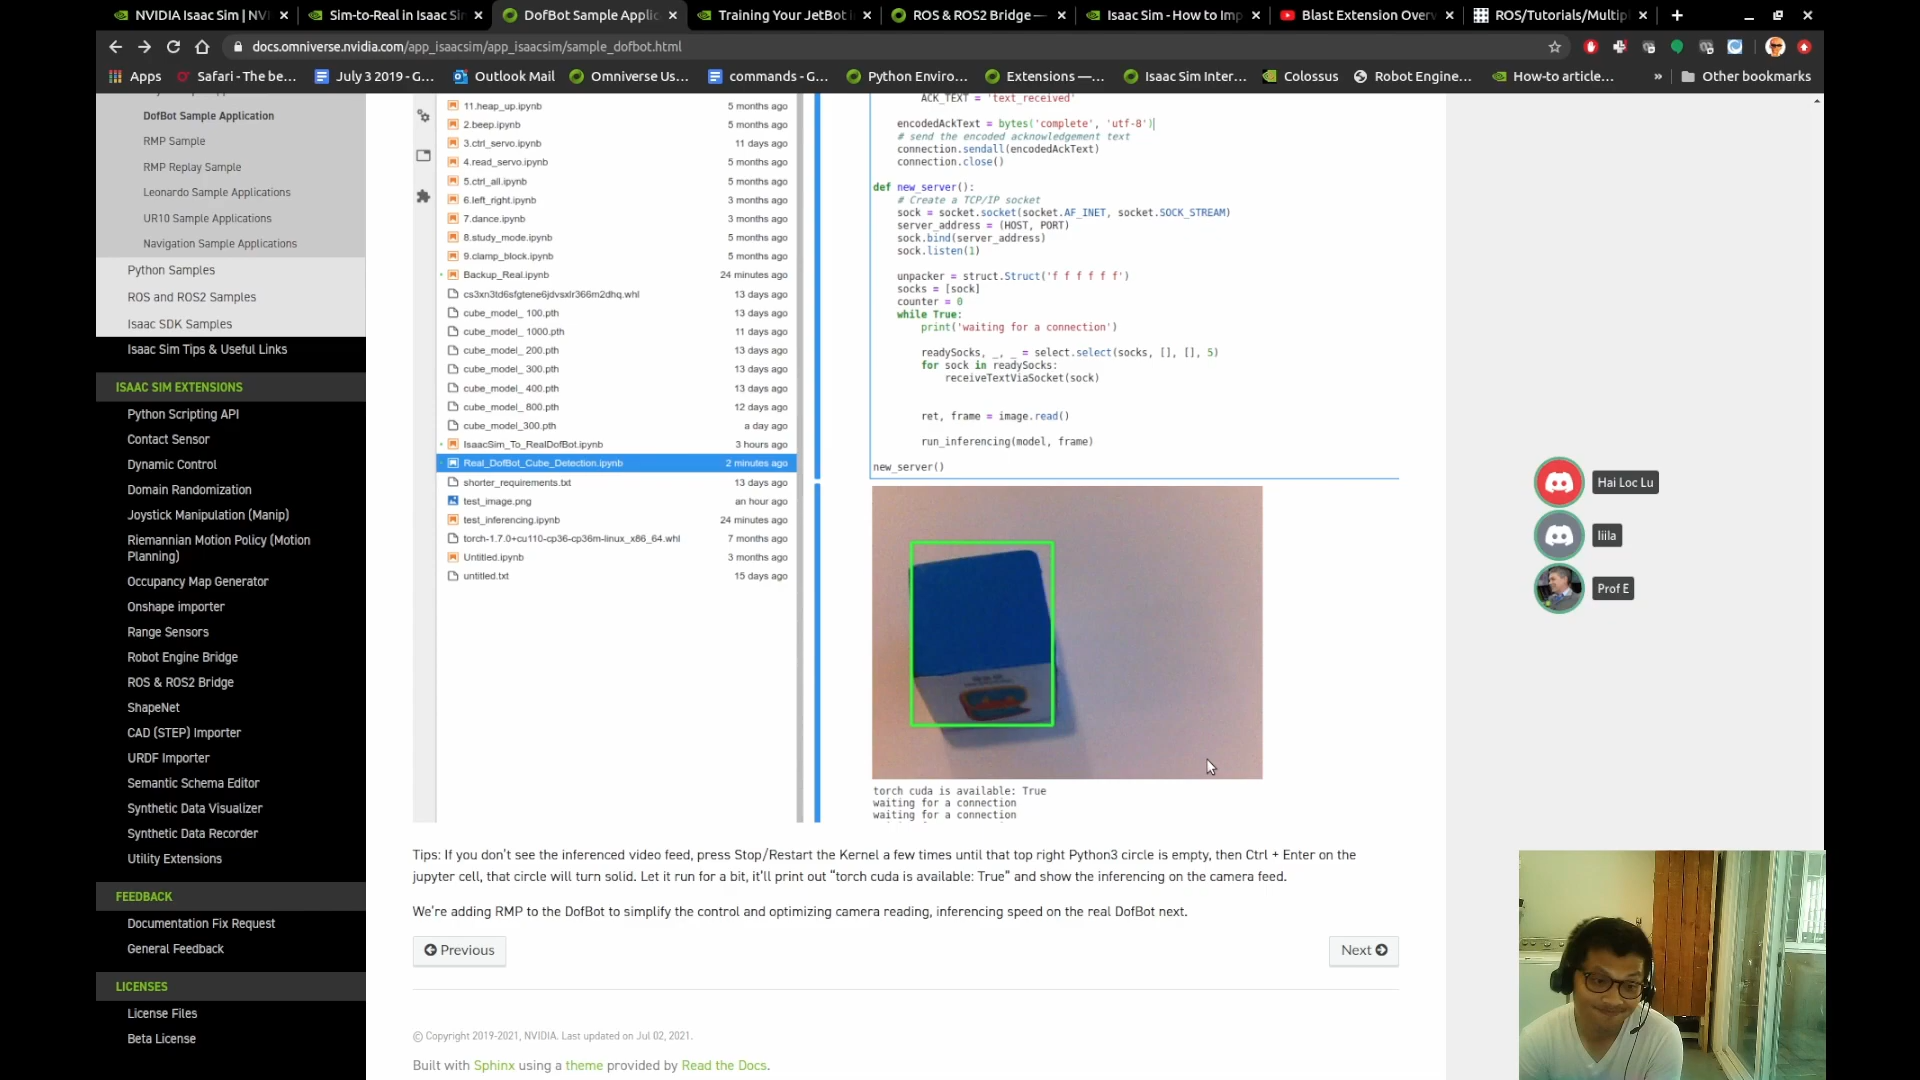 NVIDIA Isaac Sim | NV
Sim-to-Real in Isaac Si
DofBot Sample Applic
Training Your JetBot i
ROS & ROS2 Bridge —
Isaac Sim - How to Imp
Blast Extension Overv
ROS/Tutorials/Multip
docs.omniverse.nvidia.com/app_isaacsim/app_isaacsim/sample_dofbot.html
Apps
Safari - The be...
July 3 2019 - G...
Outlook Mail
Omniverse Us...
commands - G...
Python Enviro...
Extensions —...
Isaac Sim Inter...
Colossus
Robot Engine...
How-to article...
»
Other bookmarks
DofBot Sample Application
RMP Sample
RMP Replay Sample
Leonardo Sample Applications
UR10 Sample Applications
Navigation Sample Applications
Python Samples
ROS and ROS2 Samples
Isaac SDK Samples
Isaac Sim Tips & Useful Links
ISAAC SIM EXTENSIONS
Python Scripting API
Contact Sensor
Dynamic Control
Domain Randomization
Joystick Manipulation (Manip)
Riemannian Motion Policy (Motion
Planning)
Occupancy Map Generator
Onshape importer
Range Sensors
Robot Engine Bridge
ROS & ROS2 Bridge
ShapeNet
CAD (STEP) Importer
URDF Importer
Semantic Schema Editor
Synthetic Data Visualizer
Synthetic Data Recorder
Utility Extensions
FEEDBACK
Documentation Fix Request
General Feedback
LICENSES
License Files
Beta License
11.heap_up.ipynb 5 months ago
2.beep.ipynb 5 months ago
3.ctrl_servo.ipynb 11 days ago
4.read_servo.ipynb 5 months ago
5.ctrl_all.ipynb 5 months ago
6.left_right.ipynb 3 months ago
7.dance.ipynb 3 months ago
8.study_mode.ipynb 5 months ago
9.clamp_block.ipynb 5 months ago
Backup_Real.ipynb 24 minutes ago
cs3xn3td6sfgtene6jdvsxlr366m2dhq.whl 13 days ago
cube_model_ 100.pth 13 days ago
cube_model_ 1000.pth 11 days ago
cube_model_ 200.pth 13 days ago
cube_model_ 300.pth 13 days ago
cube_model_ 400.pth 13 days ago
cube_model_ 800.pth 12 days ago
cube_model_300.pth a day ago
IsaacSim_To_RealDofBot.ipynb 3 hours ago
Real_DofBot_Cube_Detection.ipynb 2 minutes ago
shorter_requirements.txt 13 days ago
test_image.png an hour ago
test_inferencing.ipynb 24 minutes ago
torch-1.7.0+cu110-cp36-cp36m-linux_x86_64.whl 7 months ago
Untitled.ipynb 3 months ago
untitled.txt 15 days ago
ACK_TEXT = 'text_received'
encodedAckText = bytes('complete', 'utf-8')
# send the encoded acknowledgement text
connection.sendall(encodedAckText)
connection.close()
def new_server():
# Create a TCP/IP socket
sock = socket.socket(socket.AF_INET, socket.SOCK_STREAM)
server_address = (HOST, PORT)
sock.bind(server_address)
sock.listen(1)
unpacker = struct.Struct('f f f f f f')
socks = [sock]
counter = 0
while True:
print('waiting for a connection')
readySocks, _, _ = select.select(socks, [], [], 5)
for sock in readySocks:
receiveTextViaSocket(sock)
ret, frame = image.read()
run_inferencing(model, frame)
new_server()
torch cuda is available: True
waiting for a connection
waiting for a connection
Tips: If you don't see the inferenced video feed, press Stop/Restart the Kernel a few times until that top right Python3 circle is empty, then Ctrl + Enter on the
jupyter cell, that circle will turn solid. Let it run for a bit, it'll print out “torch cuda is available: True“ and show the inferencing on the camera feed.
We're adding RMP to the DofBot to simplify the control and optimizing camera reading, inferencing speed on the real DofBot next.
Previous
Next
© Copyright 2019-2021, NVIDIA. Last updated on Jul 02, 2021.
Built with Sphinx using a theme provided by Read the Docs.
Hai Loc Lu
liila
Prof E